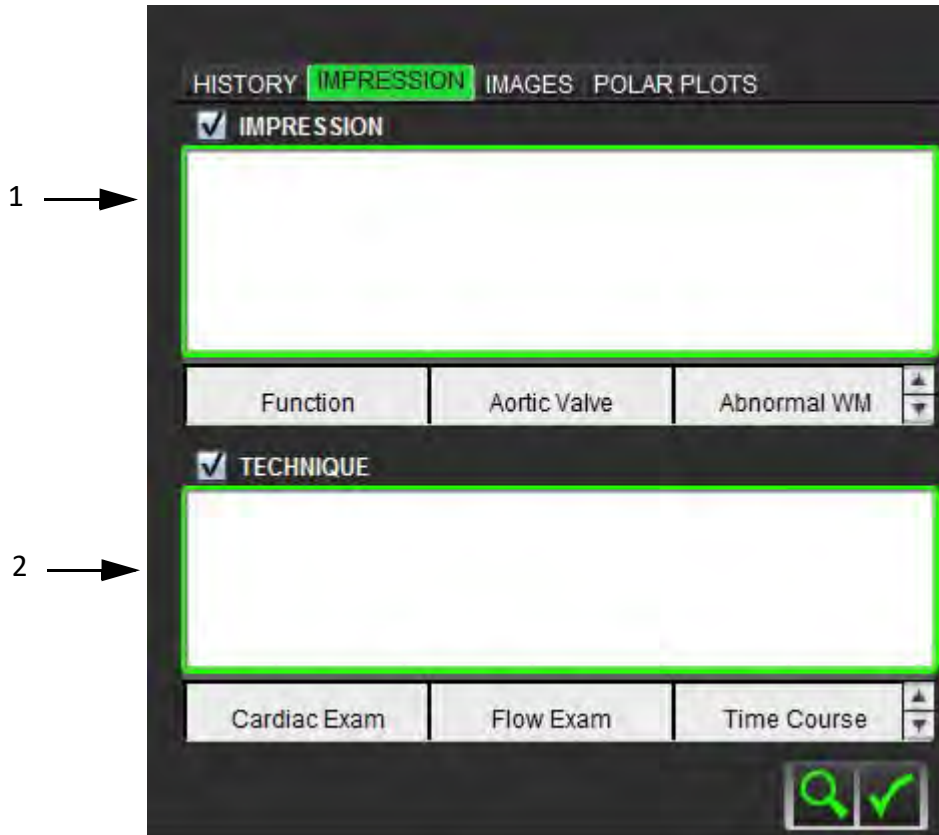 HISTORY IMPRESSION IMAGES POLAR PLOTS
IMPRESSION
1
Function Aortic Valve Abnormal WM
TECHNIQUE
2
Cardiac Exam Flow Exam Time Course